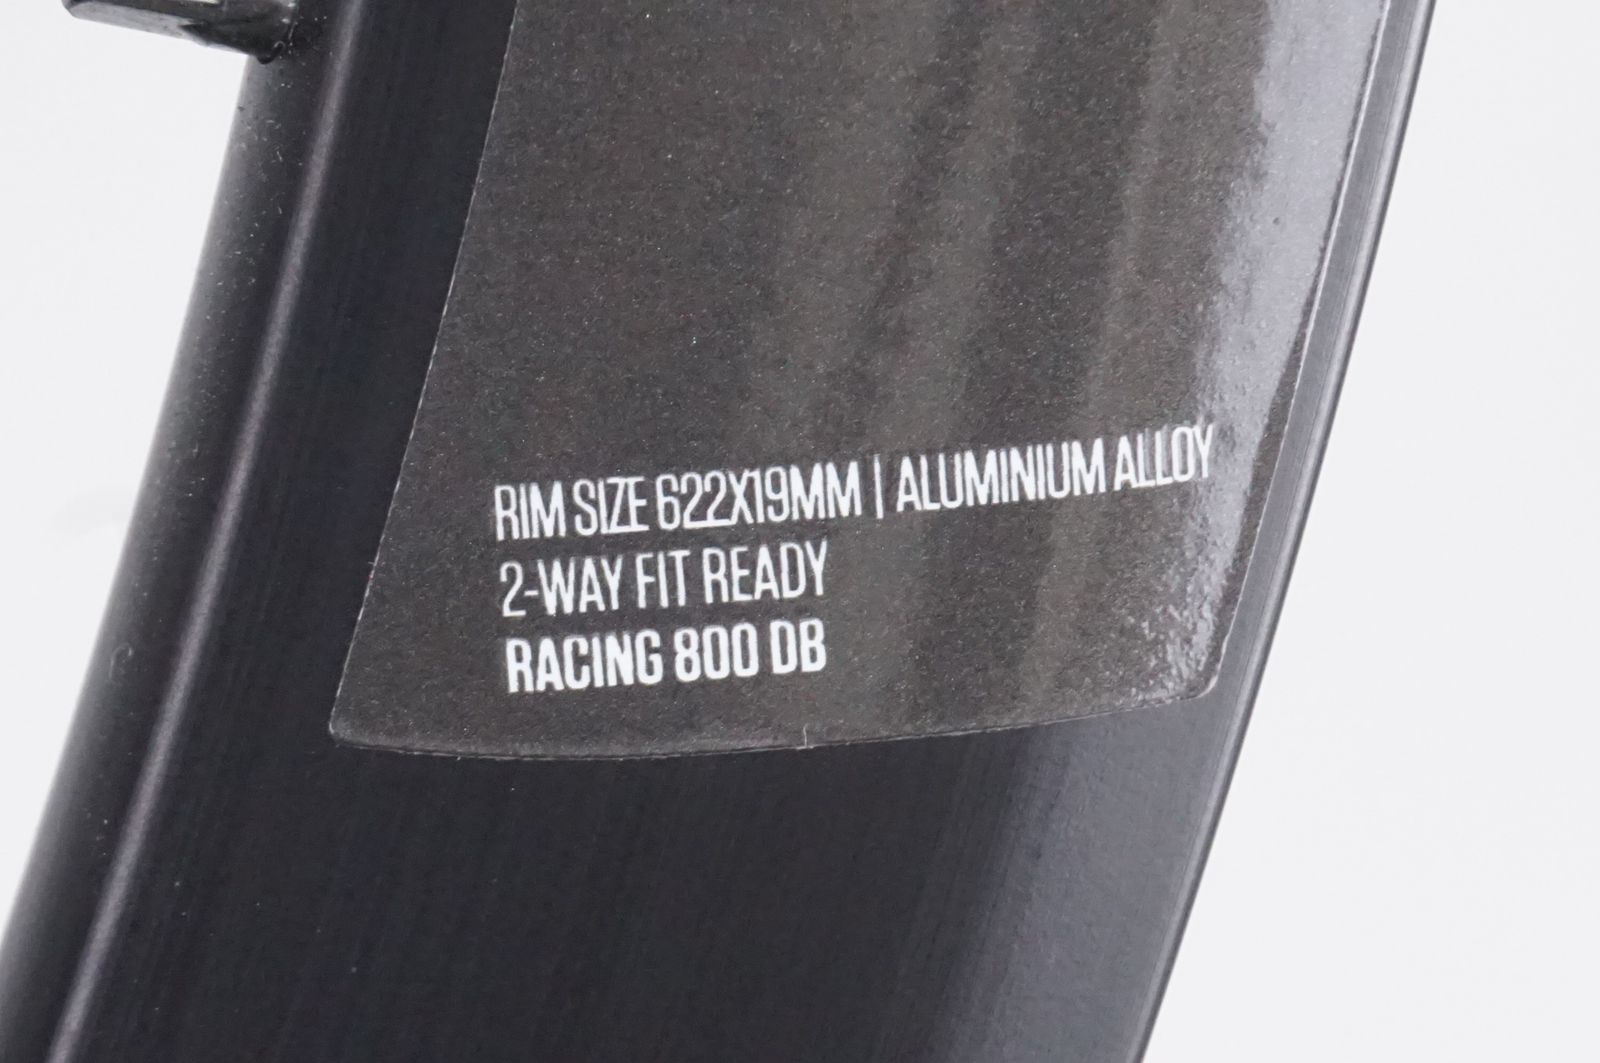 RIM SIZE 622X19MM | ALUMINIUM ALLOY
2-WAY FIT READY
RACING 800 DB